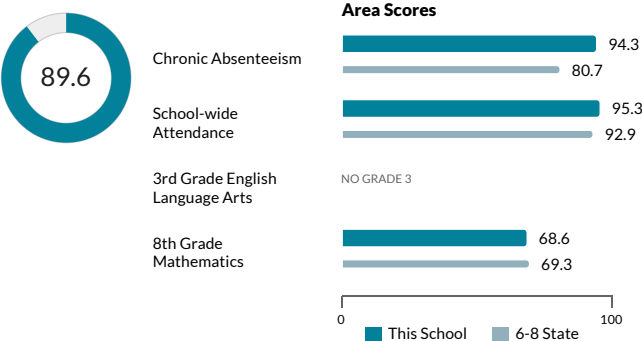 Area Scores
89.6
Chronic Absenteeism
94.3
80.7
School-wide
Attendance
95.3
92.9
3rd Grade English
Language Arts
NO GRADE 3
8th Grade
Mathematics
68.6
69.3
0
100
This School
6-8 State